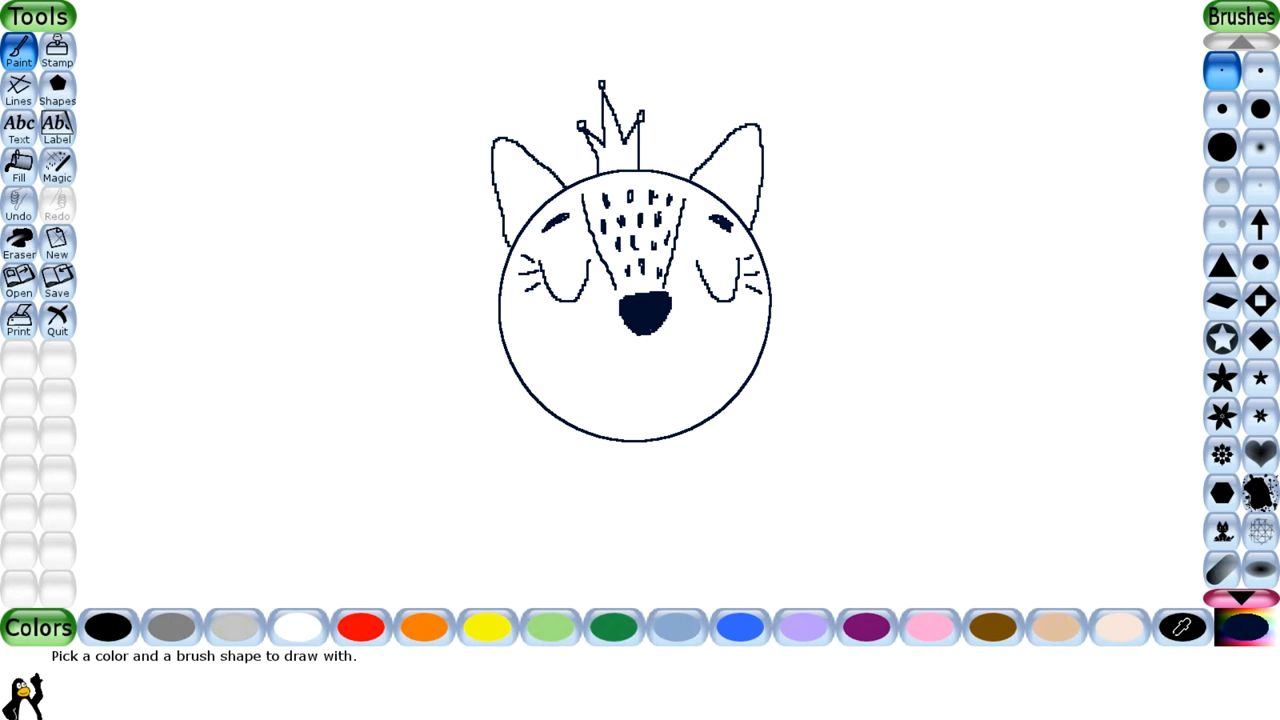 Tools
Brushes
Paint
Stamp
Lines
Shapes
Abc
Text
Abc
Label
Fill
Magic
Undo
Redo
Eraser
New
Open
Save
Print
Quit
Colors
Pick a color and a brush shape to draw with.